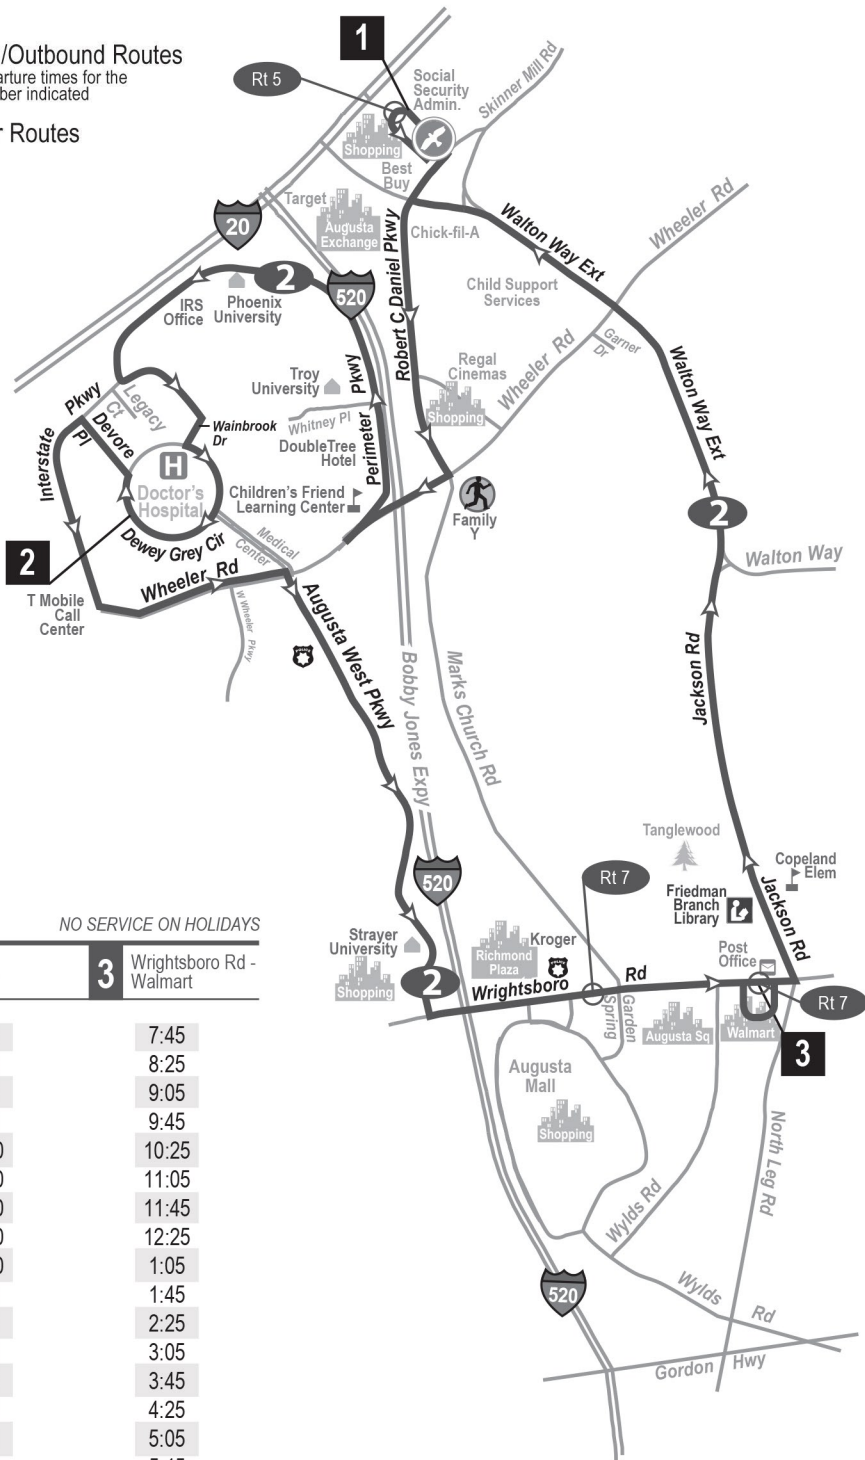 /Outbound Routes
arture times for the
ber indicated
r Routes
1
Rt 5
Social
Security
Admin.
Skinner Mill Rd
Shopping
Best
Buy
Target
20
Augusta
Exchange
Chick-fil-A
Walton Way Ext
Wheeler Rd
2
520
IRS
Office
Phoenix
University
Robert C Daniel Pkwy
Child Support
Services
Garner
Dr
Regal
Cinemas
Wheeler Rd
Shopping
Walton Way Ext
Troy
University
Whitney Pl
Perimeter Pkwy
DoubleTree
Hotel
Interstate Pkwy
Legacy
Ct
Devore
Pl
Wainbrook
Dr
H
Doctor's
Hospital
Children's Friend
Learning Center
Family
Y
2
Dewey Grey Cir
Medical
Center
2
Walton Way
T Mobile
Call
Center
Wheeler Rd
W Wheeler Pkwy
Augusta West Pkwy
Bobby Jones Expy
Marks Church Rd
Jackson Rd
Tanglewood
Copeland
Elem
520
Rt 7
Friedman
Branch
Library
Jackson Rd
NO SERVICE ON HOLIDAYS
3
Wrightsboro Rd -
Walmart
Strayer
University
Shopping
2
Richmond
Plaza
Kroger
Post
Office
Wrightsboro Rd
Spring
Garden
Augusta Sq
Walmart
Rt 7
3
Augusta
Mall
Shopping
North Leg Rd
Wylds Rd
520
Wylds Rd
Gordon Hwy
7:45
8:25
9:05
9:45
0 10:25
0 11:05
0 11:45
0 12:25
0 1:05
1:45
2:25
3:05
3:45
4:25
5:05